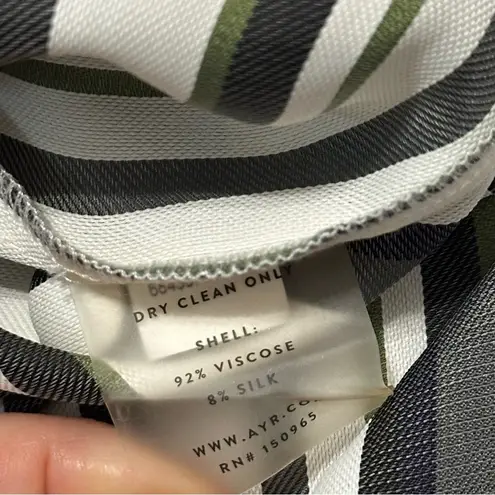 DRY CLEAN ONLY
SHELL:
92% VISCOSE
8% SILK
WWW.AYR.CO
RN# 150965